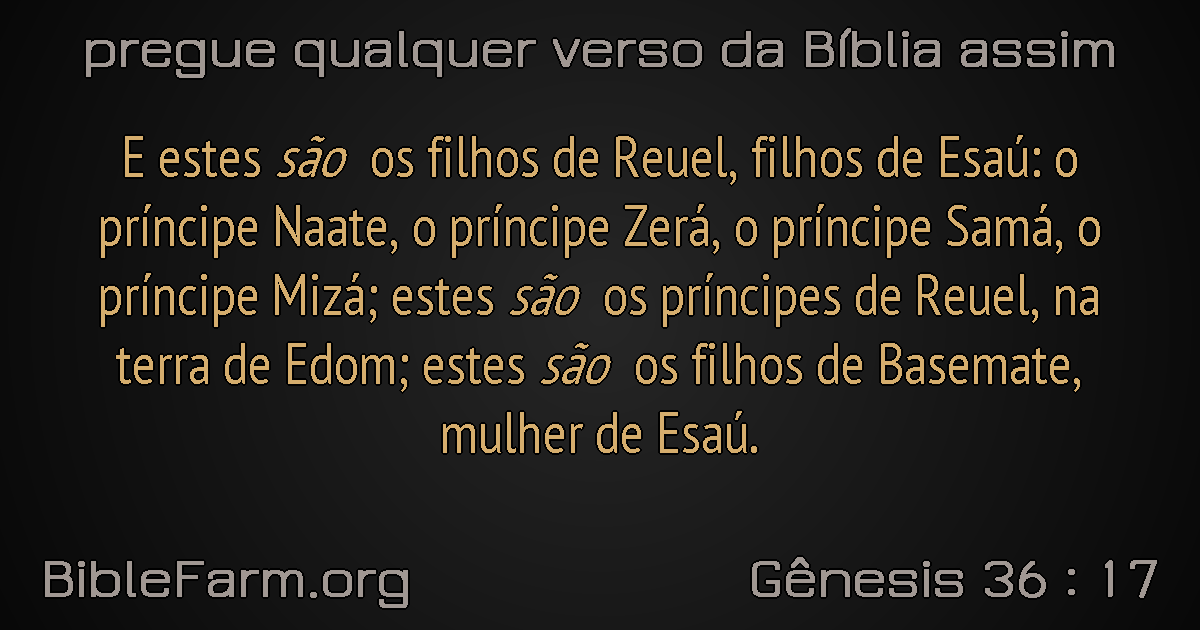 pregue qualquer verso da Bíblia assim
E estes são os filhos de Reuel, filhos de Esaú: o
príncipe Naate, o príncipe Zerá, o príncipe Samá, o
príncipe Mizá; estes são os príncipes de Reuel, na
terra de Edom; estes são os filhos de Basemate,
mulher de Esaú.
BibleFarm.org
Gênesis 36 : 17